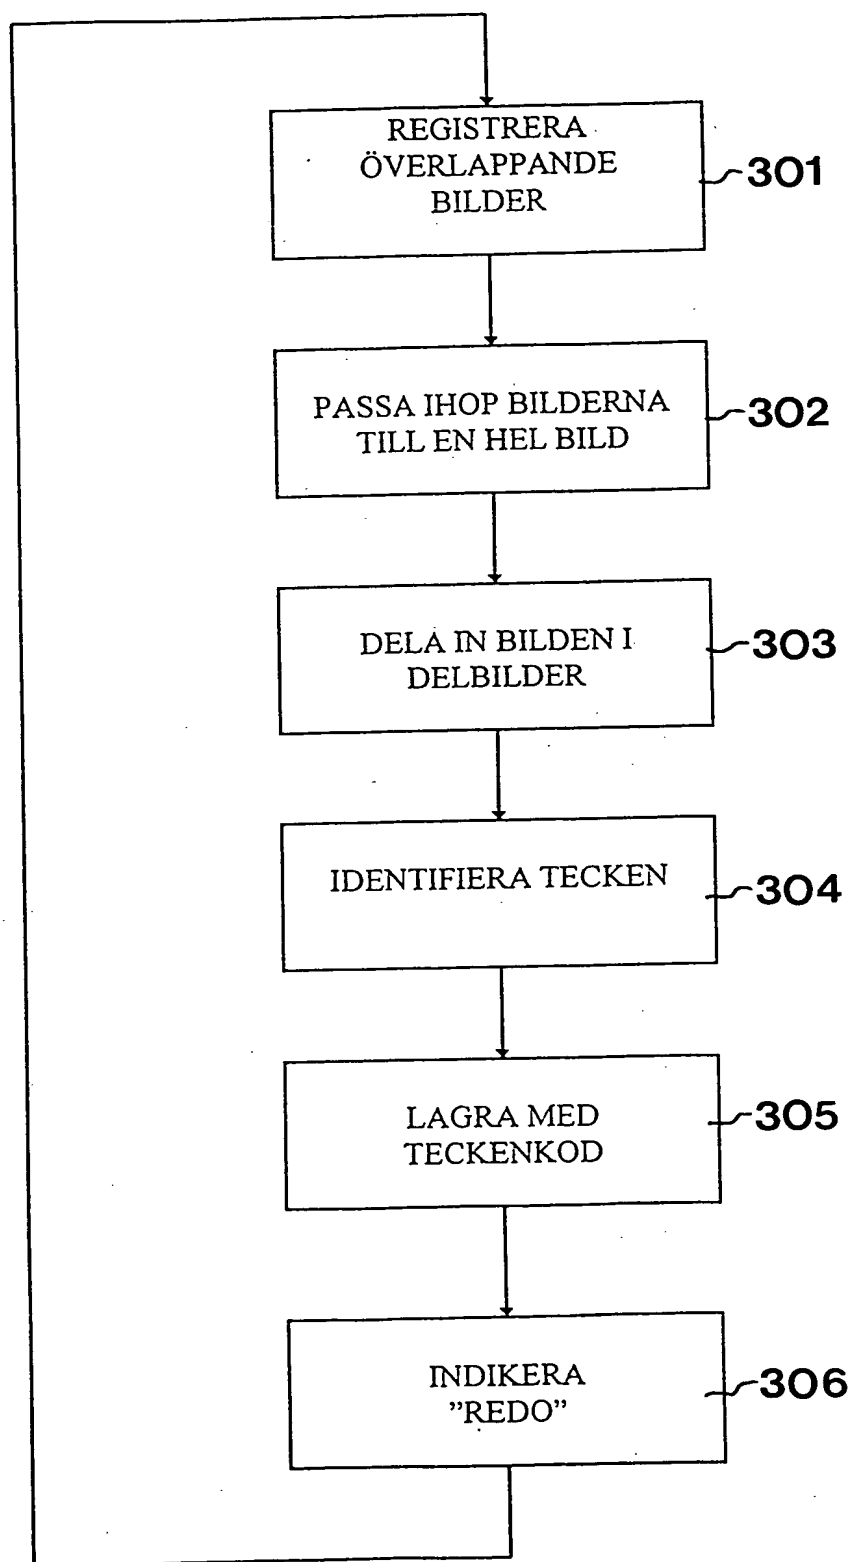 REGISTRERA
ÖVERLAPPANDE
BILDER
301
PASSA IHOP BILDERNA
TILL EN HEL BILD
302
DELA IN BILDEN I
DELBILDER
303
IDENTIFIERA TECKEN
304
LAGRA MED
TECKENKOD
305
INDIKERA
”REDO”
306